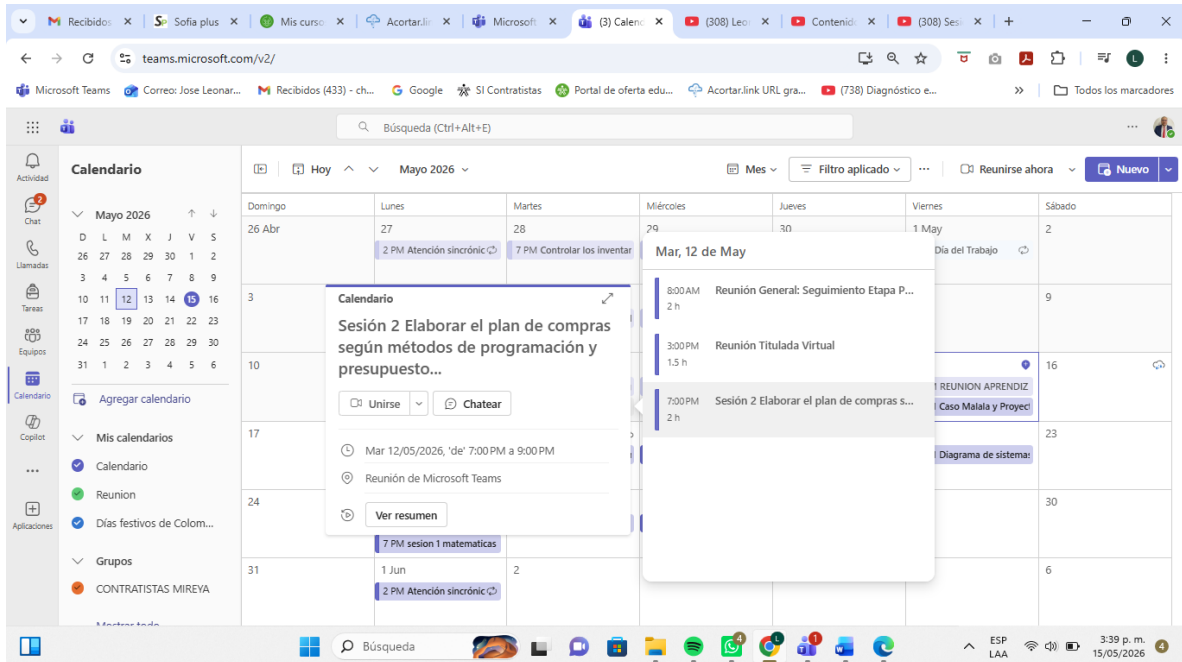 Recibidos
Sofia plus
Mis curso
Acortar.lin
Microsoft
(3) Calend
(308) Leo
Contenido
(308) Sesi
teams.microsoft.com/v2/
Microsoft Teams
Correo: Jose Leonar...
Recibidos (433) - ch...
Google
SI Contratistas
Portal de oferta edu...
Acortar.link URL gra...
(738) Diagnóstico e...
Todos los marcadores
Búsqueda (Ctrl+Alt+E)
Actividad
Chat
2
Llamadas
Tareas
Equipos
Calendario
Copilot
Aplicaciones
Calendario
Mayo 2026
D L M X J V S
26 27 28 29 30 1 2
3 4 5 6 7 8 9
10 11 12 13 14 15 16
17 18 19 20 21 22 23
24 25 26 27 28 29 30
31 1 2 3 4 5 6
Agregar calendario
Mis calendarios
Calendario
Reunion
Días festivos de Colom...
Grupos
CONTRATISTAS MIREYA
Mostrar todo
Hoy
Mayo 2026
Mes
Filtro aplicado
Reunirse ahora
Nuevo
Domingo Lunes Martes Miércoles Jueves Viernes Sábado
26 Abr 27 28 29 30 1 May 2
2 PM Atención sincrónic
7 PM Controlar los inventar
Día del Trabajo
3 9
10 16
REUNION APRENDIZ
Caso Malala y Proyect
17 23
Diagrama de sistema:
24 30
7 PM sesion 1 matematicas
31 1 Jun 2 6
2 PM Atención sincrónic
Calendario
Sesión 2 Elaborar el plan de compras
según métodos de programación y
presupuesto...
Unirse
Chatear
Mar 12/05/2026, 'de' 7:00 PM a 9:00 PM
Reunión de Microsoft Teams
Ver resumen
Mar, 12 de May
8:00 AM Reunión General: Seguimiento Etapa P...
2 h
3:00 PM Reunión Titulada Virtual
1.5 h
7:00 PM Sesión 2 Elaborar el plan de compras s...
2 h
Búsqueda
4
1
ESP
LAA
3:39 p. m.
15/05/2026
4